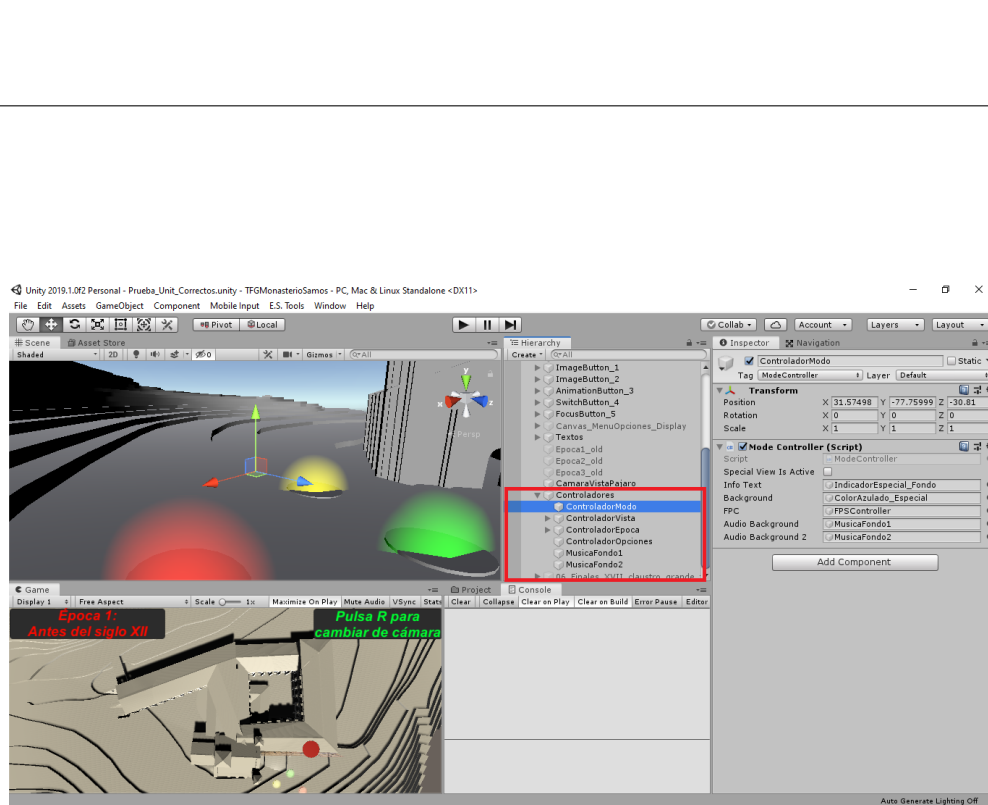 Unity 2019.1.0f2 Personal - Prueba_Unit_Correctos.unity - TFGMonasterioSamos - PC, Mac & Linux Standalone <DX11>
File Edit Assets GameObject Component Mobile Input E.S. Tools Window Help
Pivot Local Collab Account Layers Layout
Scene Asset Store
Shaded 2D 0 Gizmos All
y
x z
Persp
Hierarchy
Create All
ImageButton_1
ImageButton_2
AnimationButton_3
SwitchButton_4
FocusButton_5
Canvas_MenuOpciones_Display
Textos
Epoca1_old
Epoca2_old
Epoca3_old
CamaraVistaPajaro
Controladores
ControladorModo
ControladorVista
ControladorEpoca
ControladorOpciones
MusicaFondo1
MusicaFondo2
06_Finales_XVII_claustro_grande
Inspector Navigation
ControladorModo Static
Tag ModeController Layer Default
Transform
Position X 31.57498 Y -77.75999 Z -30.81
Rotation X 0 Y 0 Z 0
Scale X 1 Y 1 Z 1
Mode Controller (Script)
Script ModeController
Special View Is Active
Info Text IndicadorEspecial_Fondo
Background ColorAzulado_Especial
FPC FPSController
Audio Background MusicaFondo1
Audio Background 2 MusicaFondo2
Add Component
Game
Display 1 Free Aspect Scale 1x Maximize On Play Mute Audio VSync Stats
Época 1:
Antes del siglo XII
Pulsa R para
cambiar de cámara
Project Console
Clear Collapse Clear on Play Clear on Build Error Pause Editor
Auto Generate Lighting Off